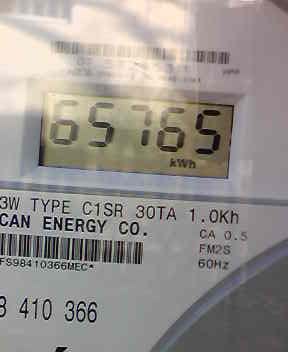 65765
kWh
3W TYPE C1SR 30TA 1.0Kh
CAN ENERGY CO.
CA 0.5
FM2S
FS98410366MEC*
60Hz
8 410 366